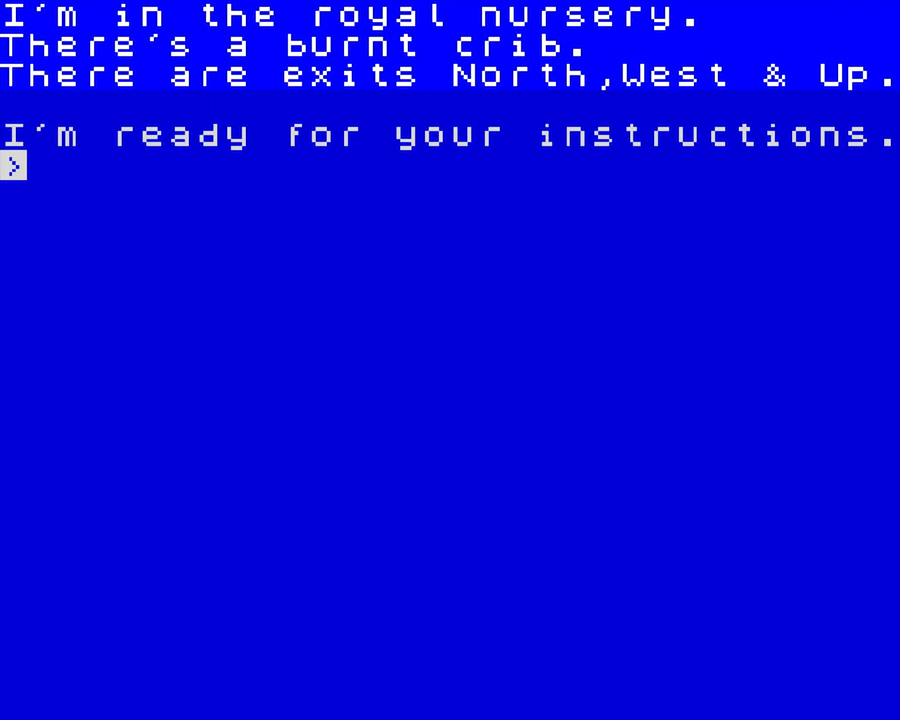 I'm in the royal nursery.
There's a burnt crib.
There are exits North,West & Up.
I'm ready for your instructions.
>